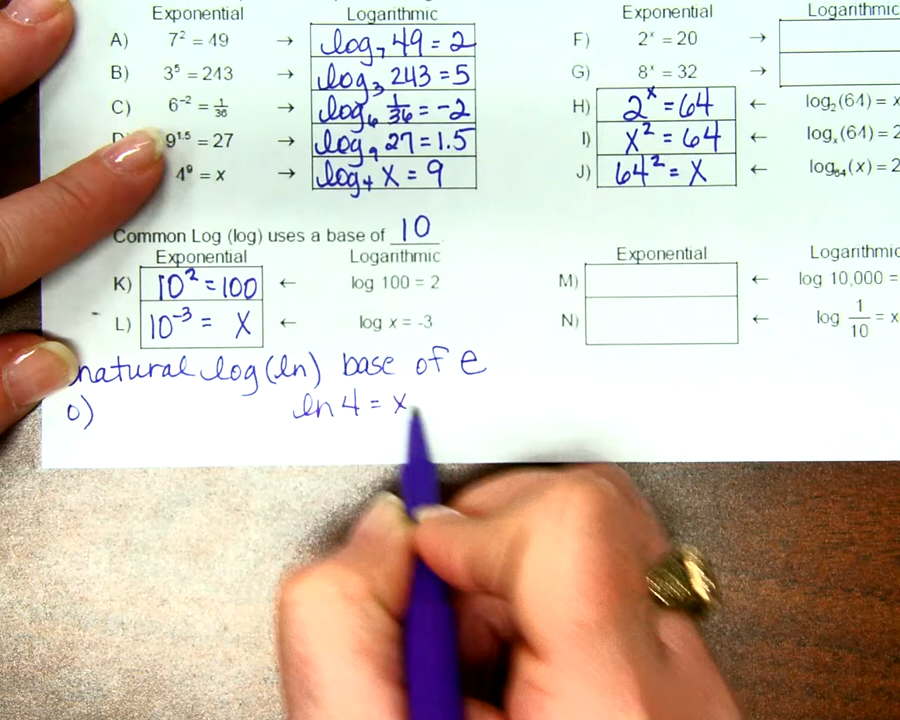 Exponential Logarithmic Exponential Logarithmic
A) 7² = 49 → log₇ 49 = 2 F) 2ˣ = 20 →
B) 3⁵ = 243 → log₃ 243 = 5 G) 8ˣ = 32 →
C) 6⁻² = 1/36 → log₆ 1/36 = -2 H) 2ˣ = 64 ← log₂(64) = x
9¹·⁵ = 27 → log₉ 27 = 1.5 I) x² = 64 ← logₓ(64) = 2
4⁹ = x → log₄ x = 9 J) 64² = x ← log₆₄(x) = 2
Common Log (log) uses a base of 10
Exponential Logarithmic Exponential Logarithmic
K) 10² = 100 ← log 100 = 2 M) ← log 10,000 =
L) 10⁻³ = x ← log x = -3 N) ← log 1/10 = x
natural log (ln) base of e
o) ln 4 = x